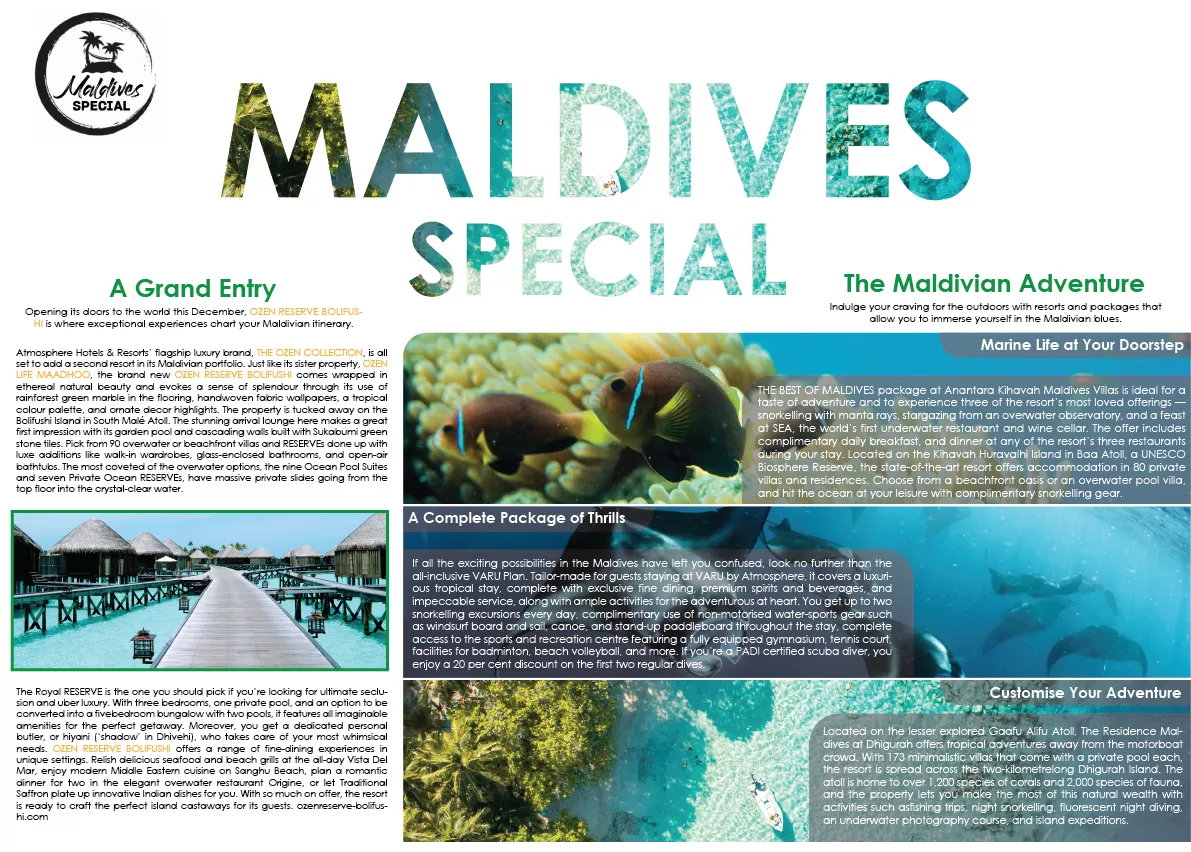 Maldives
SPECIAL
MALDIVES
SPECIAL
A Grand Entry
Opening its doors to the world this December, OZEN RESERVE BOLIFUS-
HI is where exceptional experiences chart your Maldivian itinerary.
Atmosphere Hotels & Resorts' flagship luxury brand, THE OZEN COLLECTION, is all
set to add a second resort in its Maldivian portfolio. Just like its sister property, OZEN
LIFE MAADHOO, the brand new OZEN RESERVE BOLIFUSHI comes wrapped in
ethereal natural beauty and evokes a sense of splendour through its use of
rainforest green marble in the flooring, handwoven fabric wallpapers, a tropical
colour palette, and ornate decor highlights. The property is tucked away on the
Bolifushi Island in South Malé Atoll. The stunning arrival lounge here makes a great
first impression with its garden pool and cascading walls built with Sukabumi green
stone tiles. Pick from 90 overwater or beachfront villas and RESERVEs done up with
luxe additions like walk-in wardrobes, glass-enclosed bathrooms, and open-air
bathtubs. The most coveted of the overwater options, the nine Ocean Pool Suites
and seven Private Ocean RESERVEs, have massive private slides going from the
top floor into the crystal-clear water.
The Royal RESERVE is the one you should pick if you're looking for ultimate seclu-
sion and uber luxury. With three bedrooms, one private pool, and an option to be
converted into a fivebedroom bungalow with two pools, it features all imaginable
amenities for the perfect getaway. Moreover, you get a dedicated personal
butler, or hiyani ('shadow' in Dhivehi), who takes care of your most whimsical
needs. OZEN RESERVE BOLIFUSHI offers a range of fine-dining experiences in
unique settings. Relish delicious seafood and beach grills at the all-day Vista Del
Mar, enjoy modern Middle Eastern cuisine on Sanghu Beach, plan a romantic
dinner for two in the elegant overwater restaurant Origine, or let Traaditional
Saffron plate up innovative Indian dishes for you. With so much on offer, the resort
is ready to craft the perfect island castaways for its guests. ozenreserve-bolifus-
hi.com
The Maldivian Adventure
Indulge your craving for the outdoors with resorts and packages that
allow you to immerse yourself in the Maldivian blues.
Marine Life at Your Doorstep
THE BEST OF MALDIVES package at Anantara Kihavah Maldives Villas is ideal for a
taste of adventure and to experience three of the resort's most loved offerings —
snorkelling with manta rays, stargazing from an overwater observatory, and a feast
at SEA, the world's first underwater restaurant and wine cellar. The offer includes
complimentary daily breakfast, and dinner at any of the resort's three restaurants
during your stay. Located on the Kihavah Huravalhi Island in Baa Atoll, a UNESCO
Biosphere Reserve, the state-of-the-art resort offers accommodation in 80 private
villas and residences. Choose from a beachfront oasis or an overwater pool villa,
and hit the ocean at your leisure with complimentary snorkelling gear.
A Complete Package of Thrills
If all the exciting possibilities in the Maldives have left you confused, look no further than the
all-inclusive VARU Plan. Tailor-made for guests staying at VARU by Atmosphere, it covers a luxuri-
ous tropical stay, complete with exclusive fine dining, premium spirits and beverages, and
impeccable service, along with ample activities for the adventurous at heart. You get up to two
snorkelling excursions every day, complimentary use of non-motorised water-sports gear such
as windsurf board and sail, canoe, and stand-up paddleboard throughout the stay, complete
access to the sports and recreation centre featuring a fully equipped gymnasium, tennis court,
facilities for badminton, beach volleyball, and more. If you're a PADI certified scuba diver, you
enjoy a 20 per cent discount on the first two regular dives.
Customise Your Adventure
Located on the lesser explored Gaafu Alifu Atoll, The Residence Mal-
dives at Dhigurah offers tropical adventures away from the motorboat
crowd. With 173 minimalistic villas that come with a private pool each,
the resort is spread across the two-kilometrelong Dhigurah Island. The
atoll is home to over 1,200 species of corals and 2,000 species of fauna,
and the property lets you make the most of this natural wealth with
activities such asfishing trips, night snorkelling, fluorescent night diving,
an underwater photography course, and island expeditions.